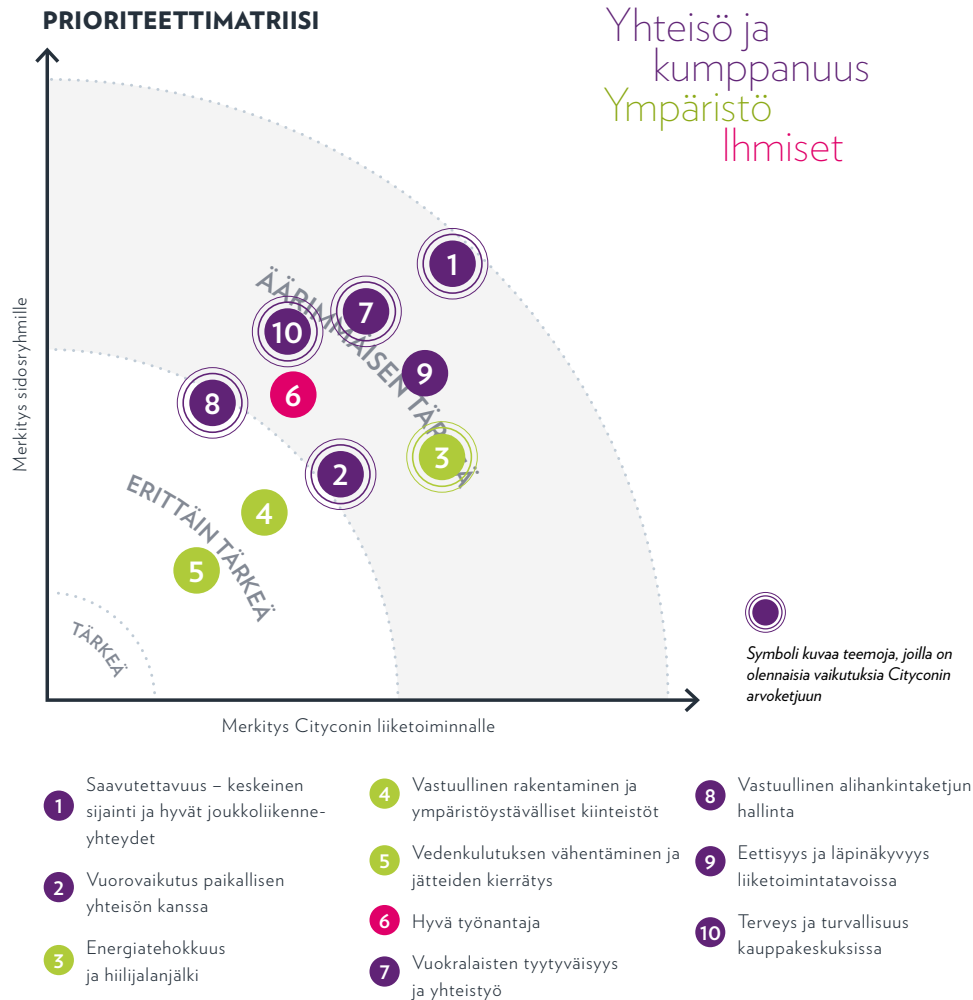 PRIORITEETTIMATRIISI
Yhteisö ja
kumppanuus
Ympäristö
Ihmiset
Merkitys sidosryhmille
ÄÄRIMMÄISEN TÄRKEÄ
ERITTÄIN TÄRKEÄ
TÄRKEÄ
1
7
10
9
6
8
3
2
4
5
Merkitys Cityconin liiketoiminnalle
Symboli kuvaa teemoja, joilla on
olennaisia vaikutuksia Cityconin
arvoketjuun
1 Saavutettavuus – keskeinen
sijainti ja hyvät joukkoliikenne-
yhteydet
2 Vuorovaikutus paikallisen
yhteisön kanssa
3 Energiatehokkuus
ja hiilijalanjälki
4 Vastuullinen rakentaminen ja
ympäristöystävälliset kiinteistöt
5 Vedenkulutuksen vähentäminen ja
jätteiden kierrätys
6 Hyvä työnantaja
7 Vuokralaisten tyytyväisyys
ja yhteistyö
8 Vastuullinen alihankintaketjun
hallinta
9 Eettisyys ja läpinäkyvyys
liiketoimintatavoissa
10 Terveys ja turvallisuus
kauppakeskuksissa